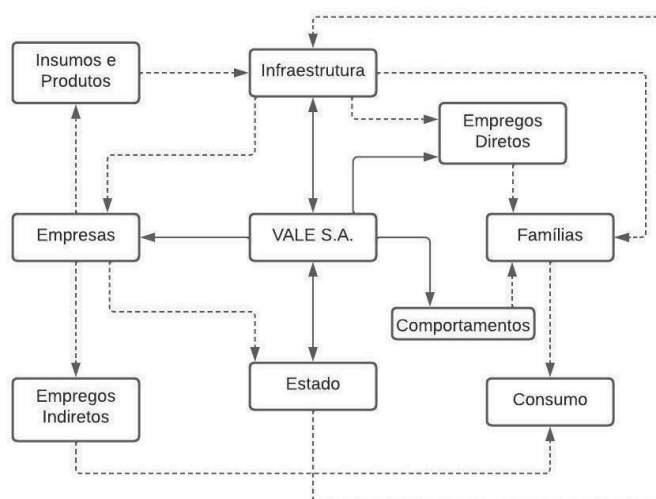 Insumos e
Produtos
Infraestrutura
Empregos
Diretos
Empresas
VALE S.A.
Famílias
Comportamentos
Empregos
Indiretos
Estado
Consumo